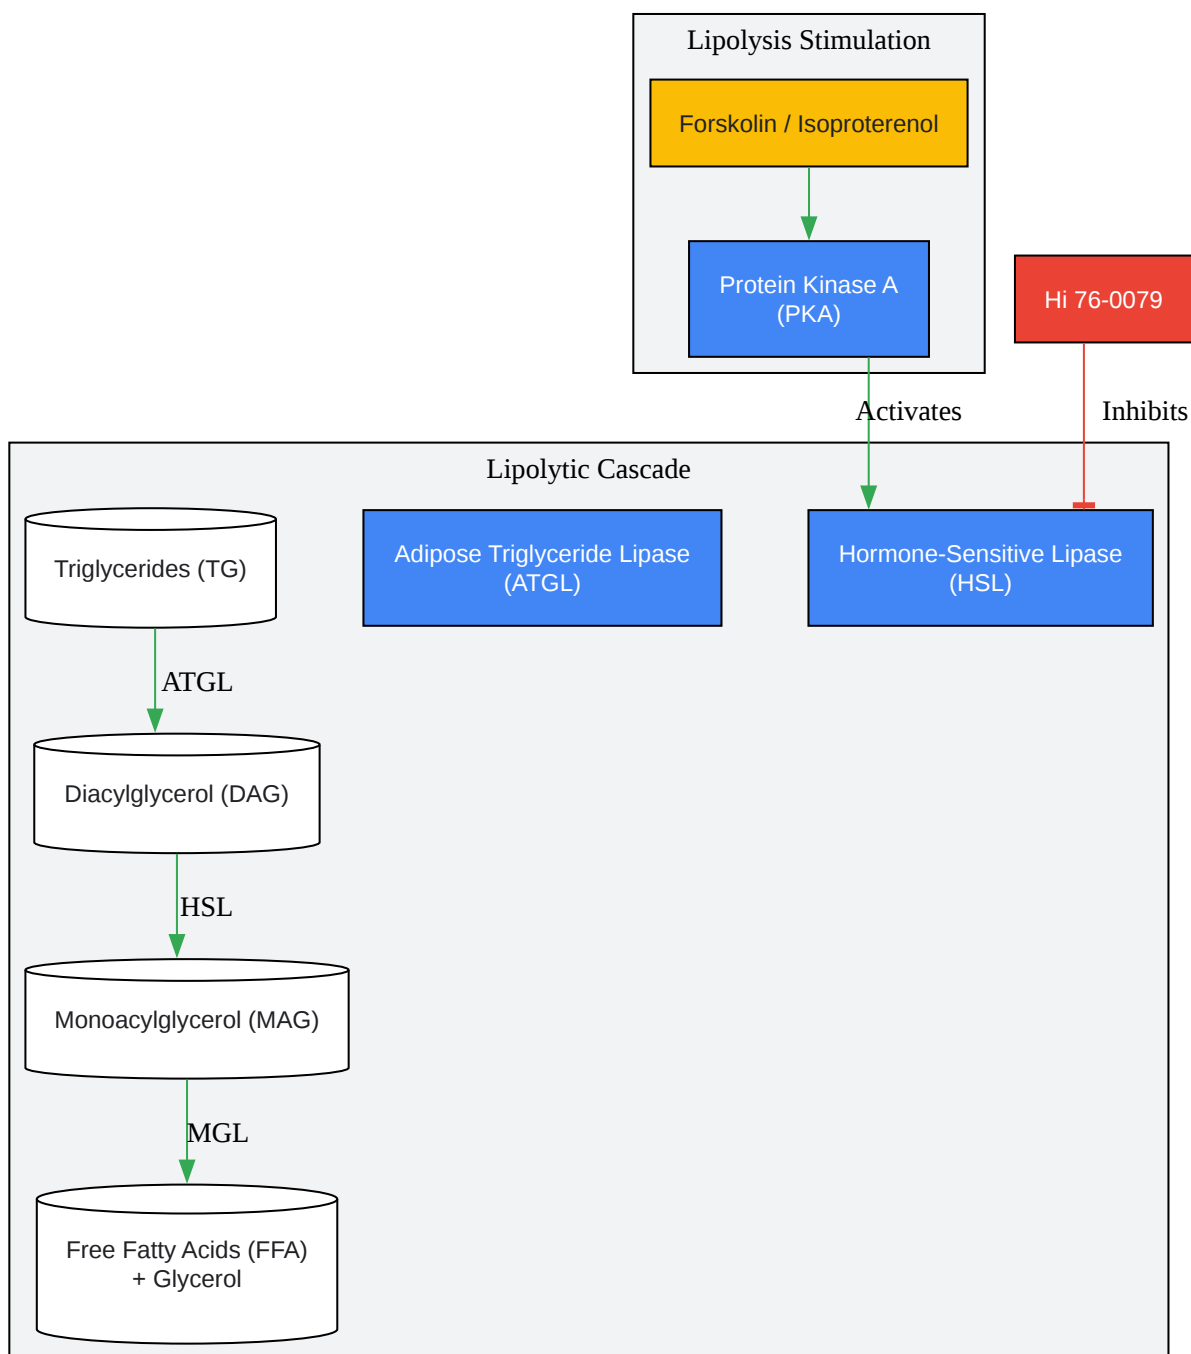 Lipolysis Stimulation
Forskolin / Isoproterenol
Protein Kinase A
(PKA)
Hi 76-0079
Activates
Inhibits
Lipolytic Cascade
Triglycerides (TG)
Adipose Triglyceride Lipase
(ATGL)
Hormone-Sensitive Lipase
(HSL)
ATGL
Diacylglycerol (DAG)
HSL
Monoacylglycerol (MAG)
MGL
Free Fatty Acids (FFA)
+ Glycerol